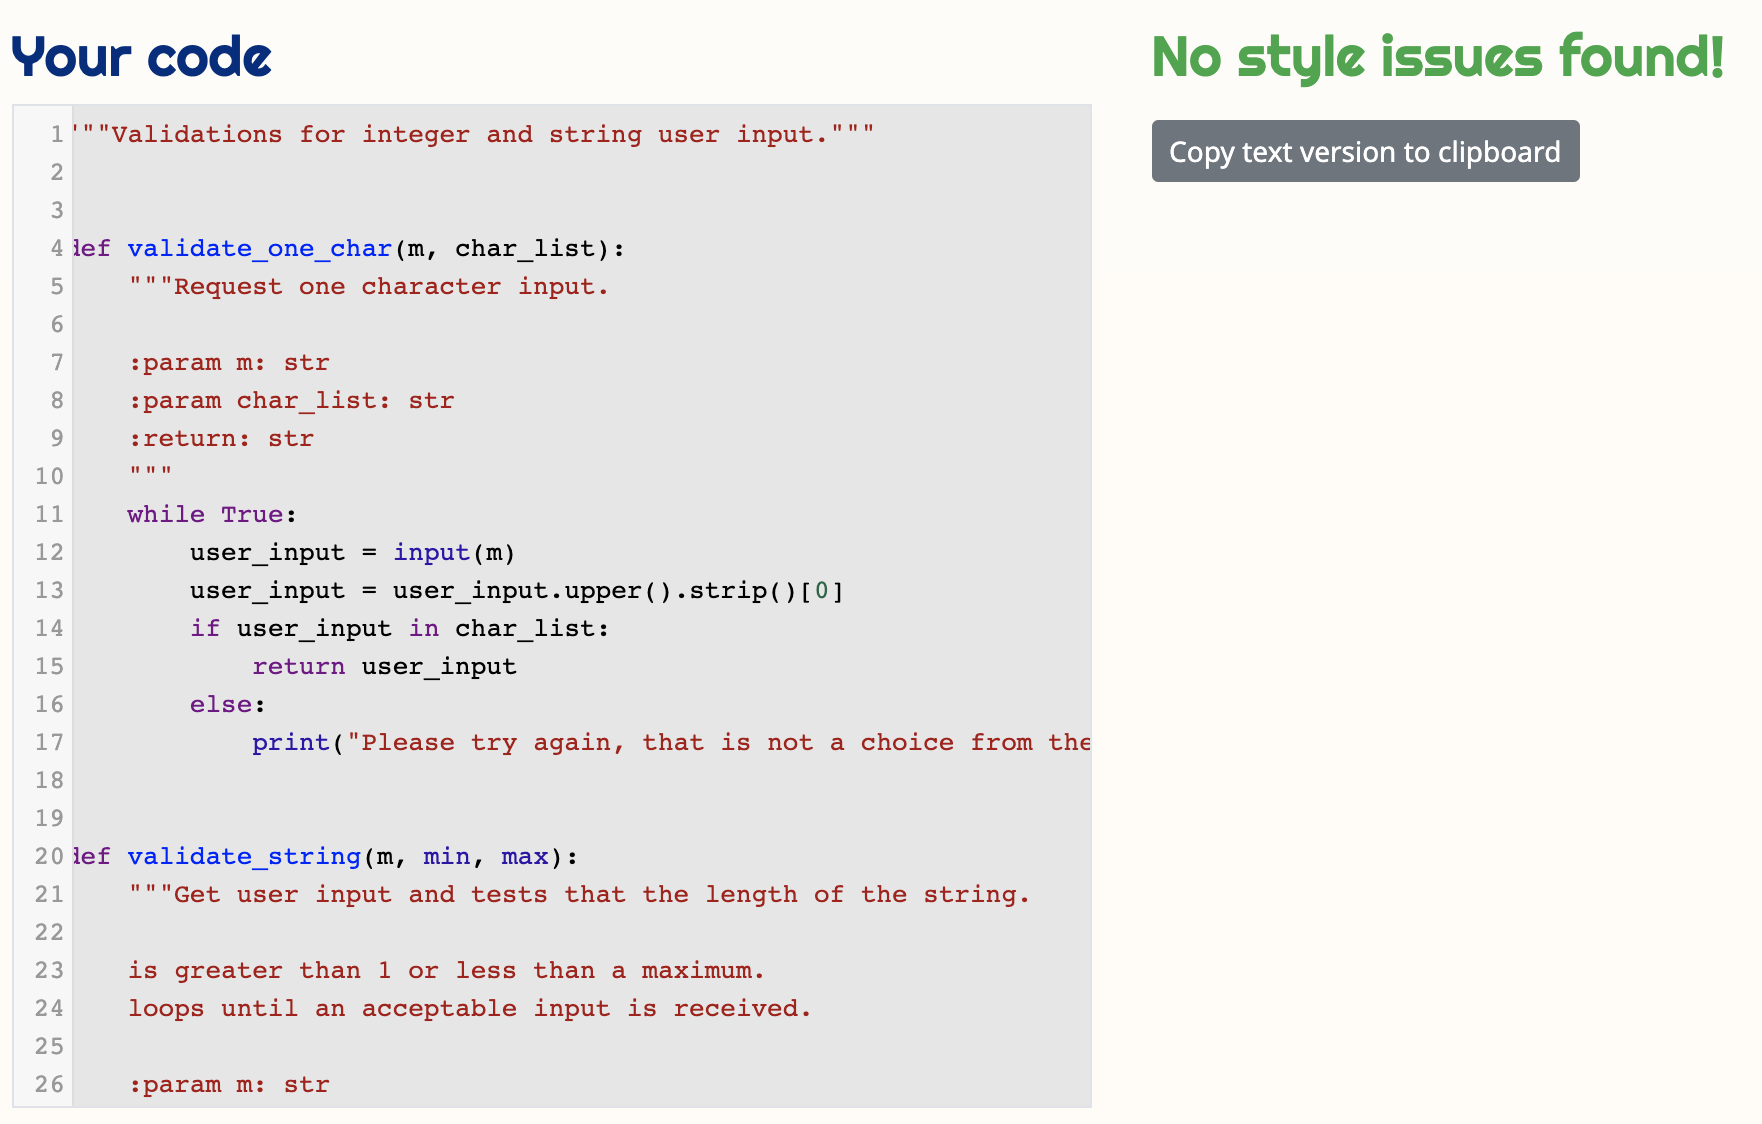 Your code
No style issues found!
Copy text version to clipboard
1 """Validations for integer and string user input."""
2
3
4 def validate_one_char(m, char_list):
5     """Request one character input.
6
7     :param m: str
8     :param char_list: str
9     :return: str
10     """
11     while True:
12         user_input = input(m)
13         user_input = user_input.upper().strip()[0]
14         if user_input in char_list:
15             return user_input
16         else:
17             print("Please try again, that is not a choice from the
18
19
20 def validate_string(m, min, max):
21     """Get user input and tests that the length of the string.
22
23     is greater than 1 or less than a maximum.
24     loops until an acceptable input is received.
25
26     :param m: str